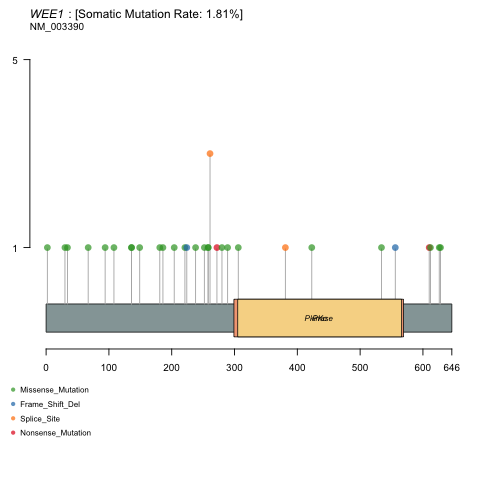 WEE1 : [Somatic Mutation Rate: 1.81%]
NM_003390
5
1
0 100 200 300 400 500 600 646
Missense_Mutation
Frame_Shift_Del
Splice_Site
Nonsense_Mutation